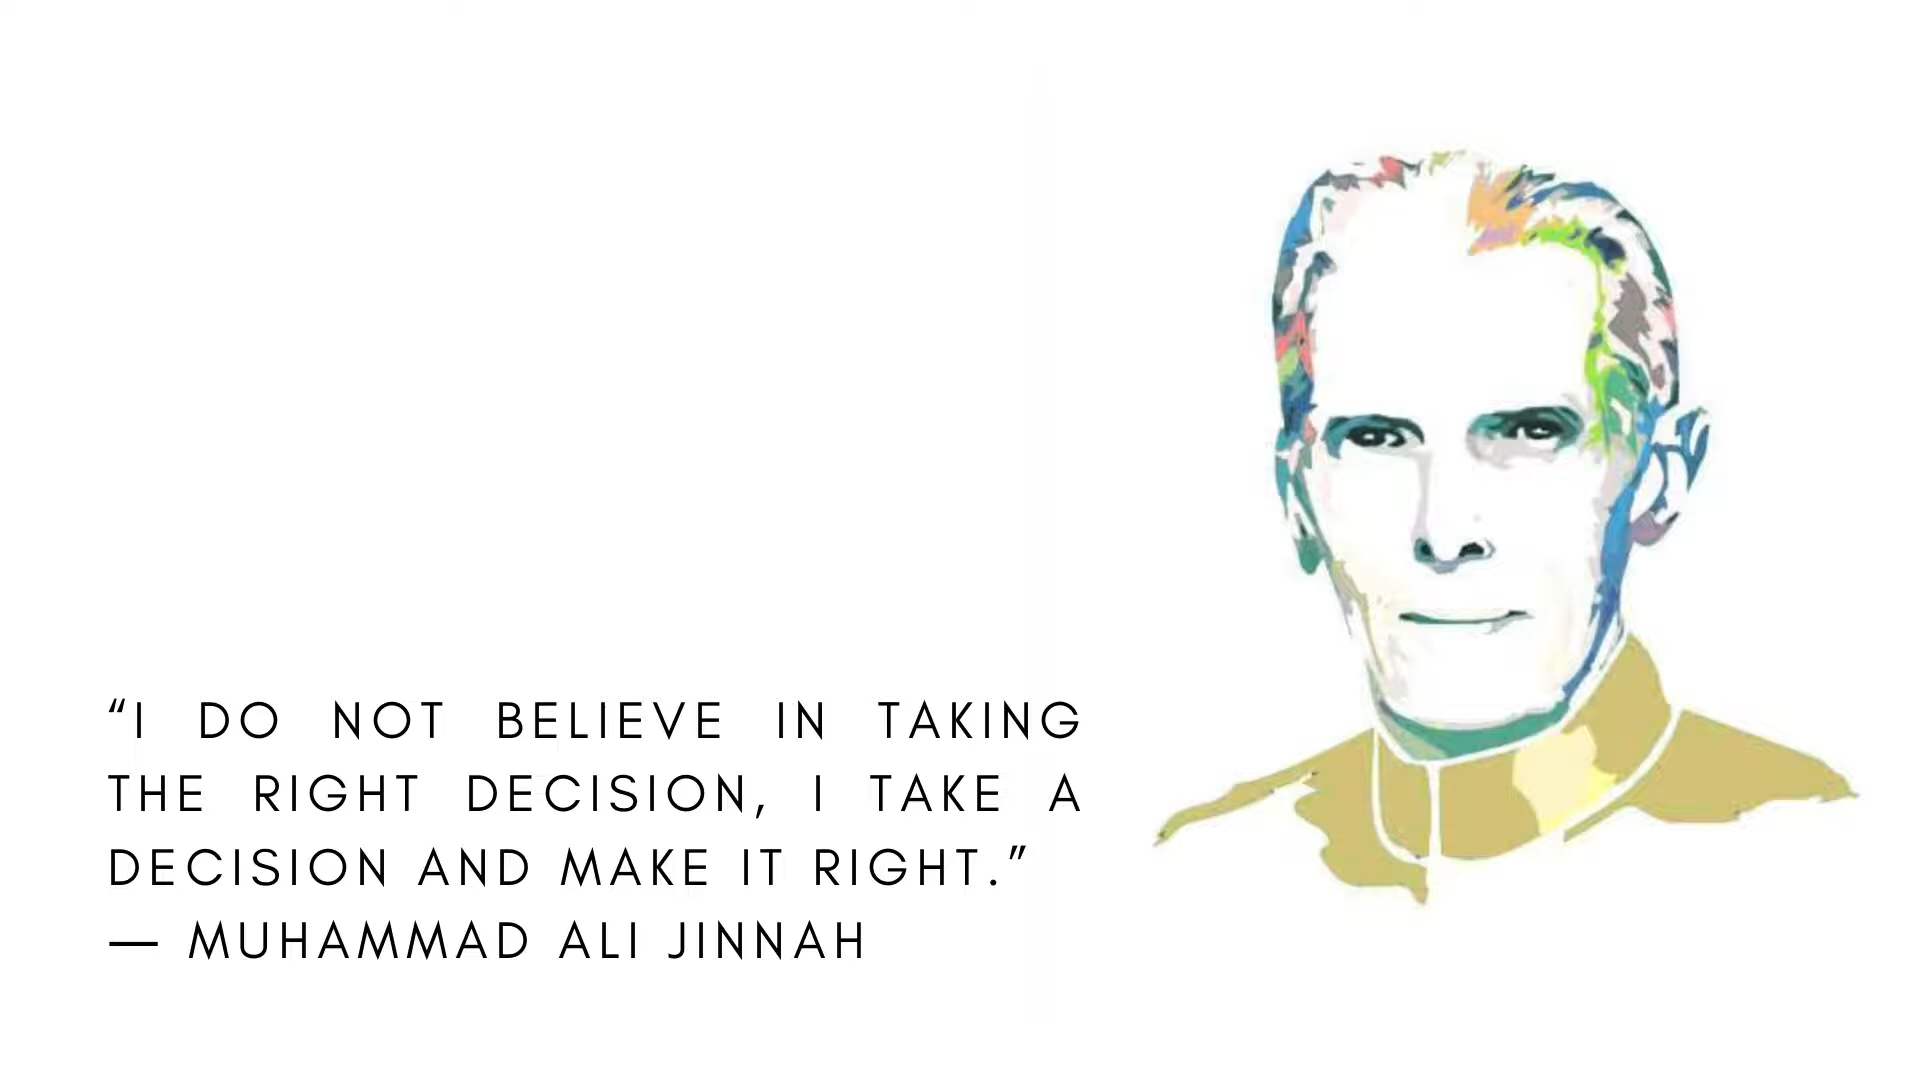 “I DO NOT BELIEVE IN TAKING
THE RIGHT DECISION, I TAKE A
DECISION AND MAKE IT RIGHT.”
— MUHAMMAD ALI JINNAH